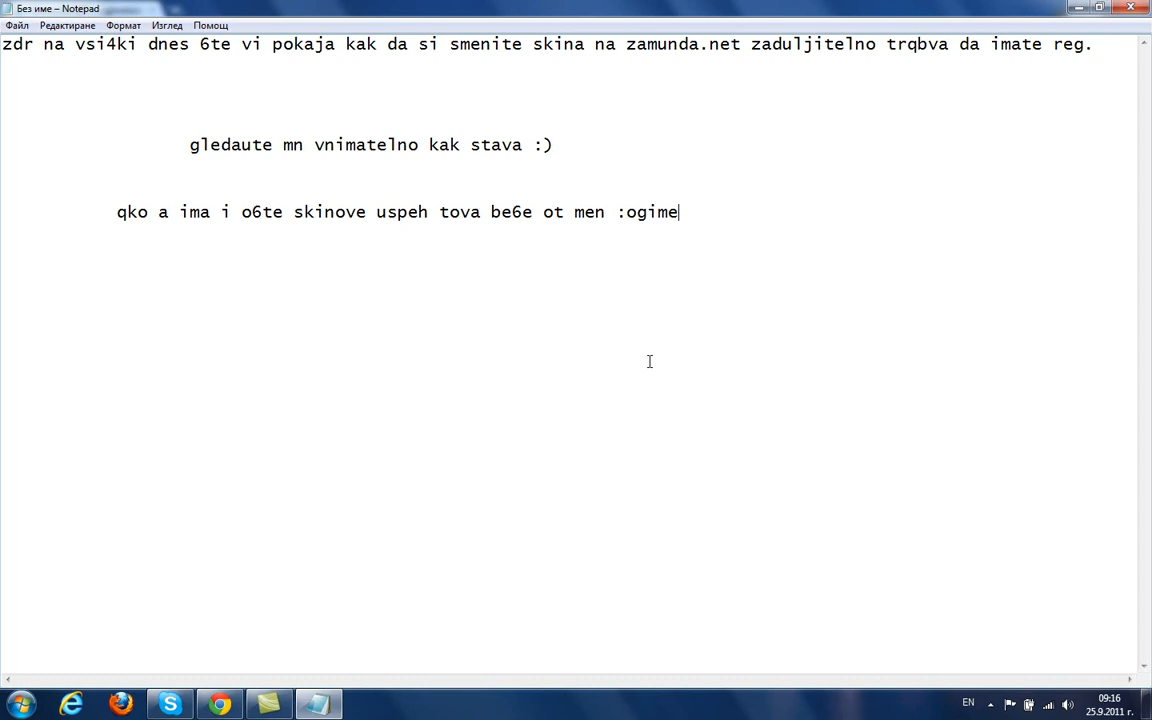 Без име – Notepad
Файл Редактиране Формат Изглед Помощ
zdr na vsi4ki dnes 6te vi pokaja kak da si smenite skina na zamunda.net zaduljitelno trqbva da imate reg.
gledaute mn vnimatelno kak stava :)
qko a ima i o6te skinove uspeh tova be6e ot men :ogime
EN
09:16
25.9.2011 г.